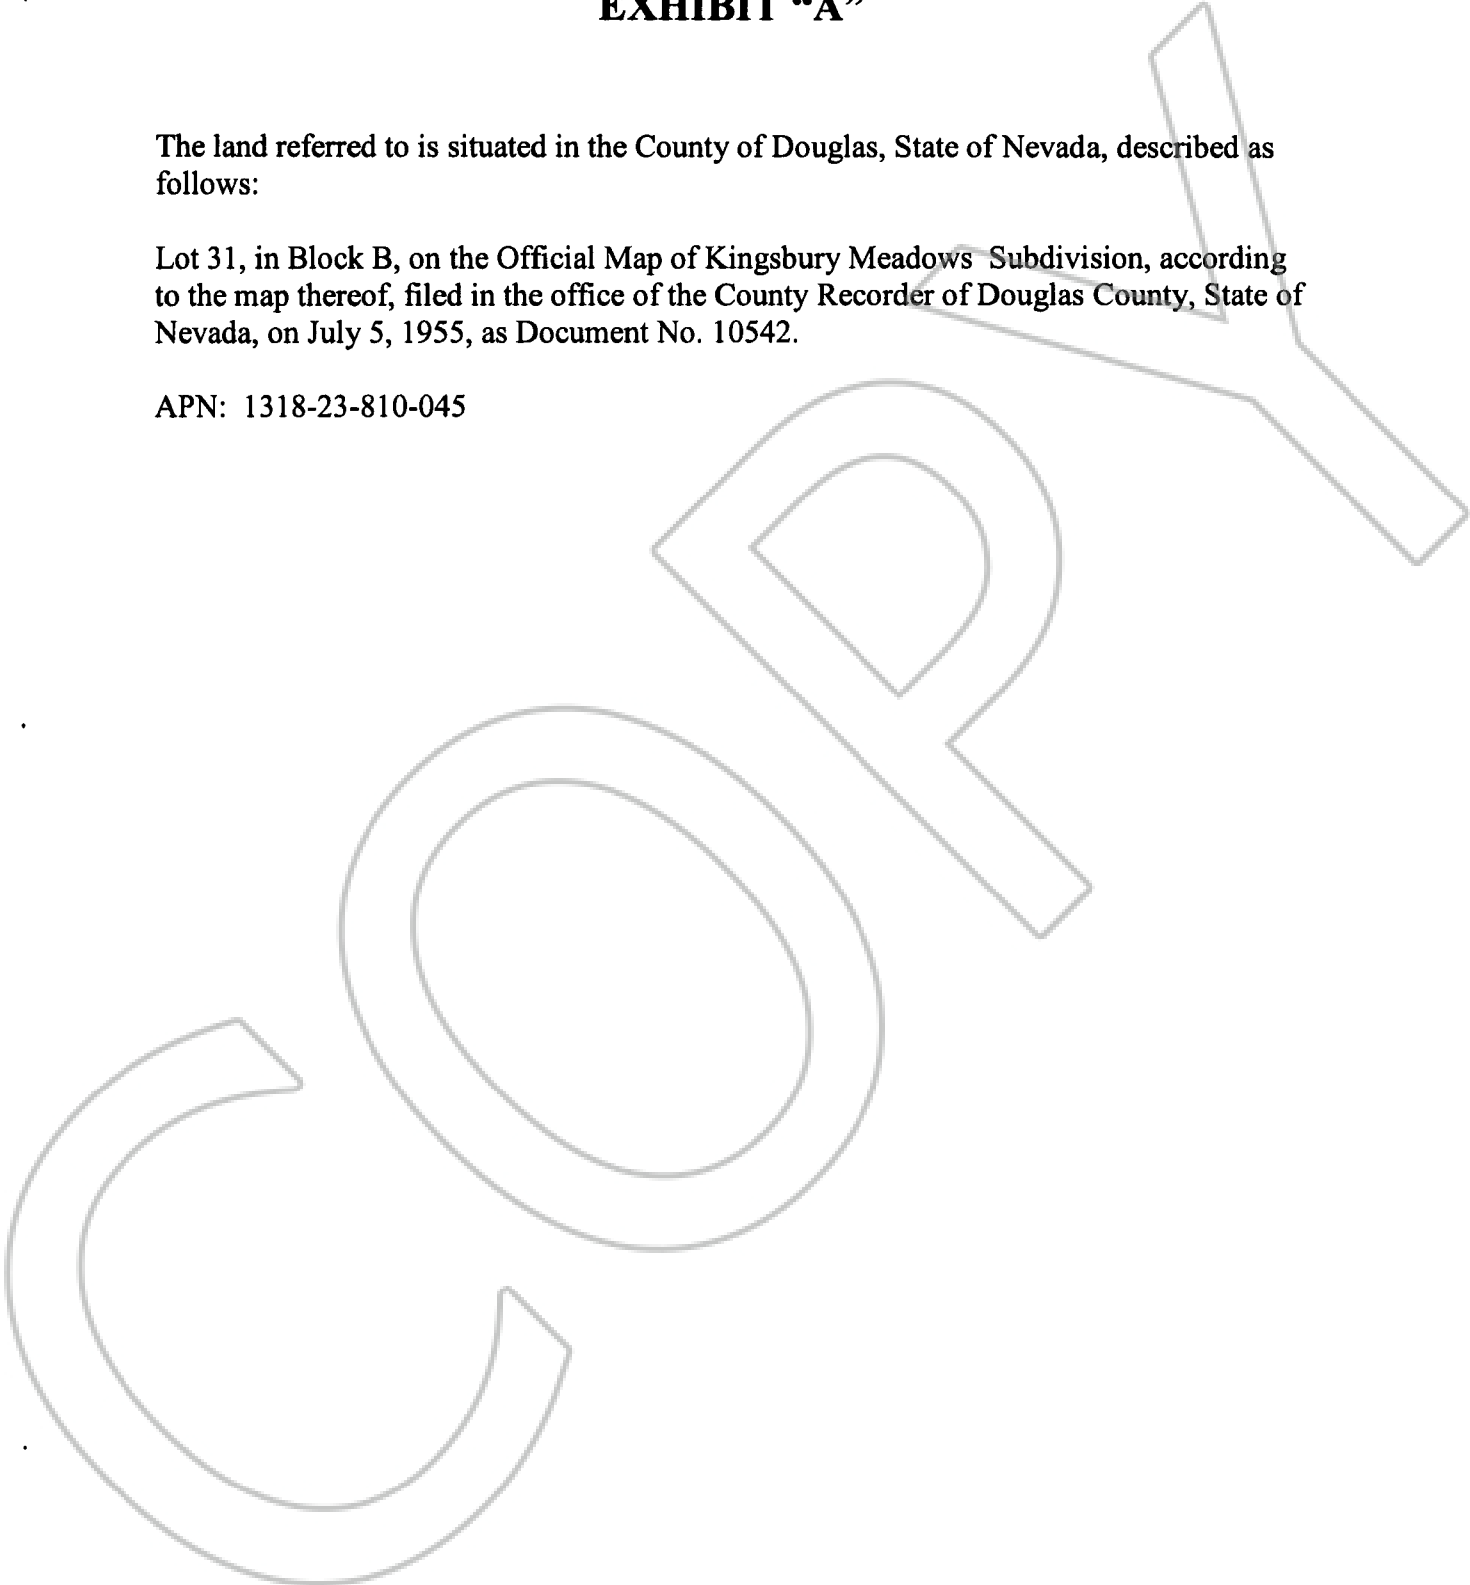 EXHIBIT “A”
The land referred to is situated in the County of Douglas, State of Nevada, described as
follows:
Lot 31, in Block B, on the Official Map of Kingsbury Meadows Subdivision, according
to the map thereof, filed in the office of the County Recorder of Douglas County, State of
Nevada, on July 5, 1955, as Document No. 10542.
APN: 1318-23-810-045
COPY